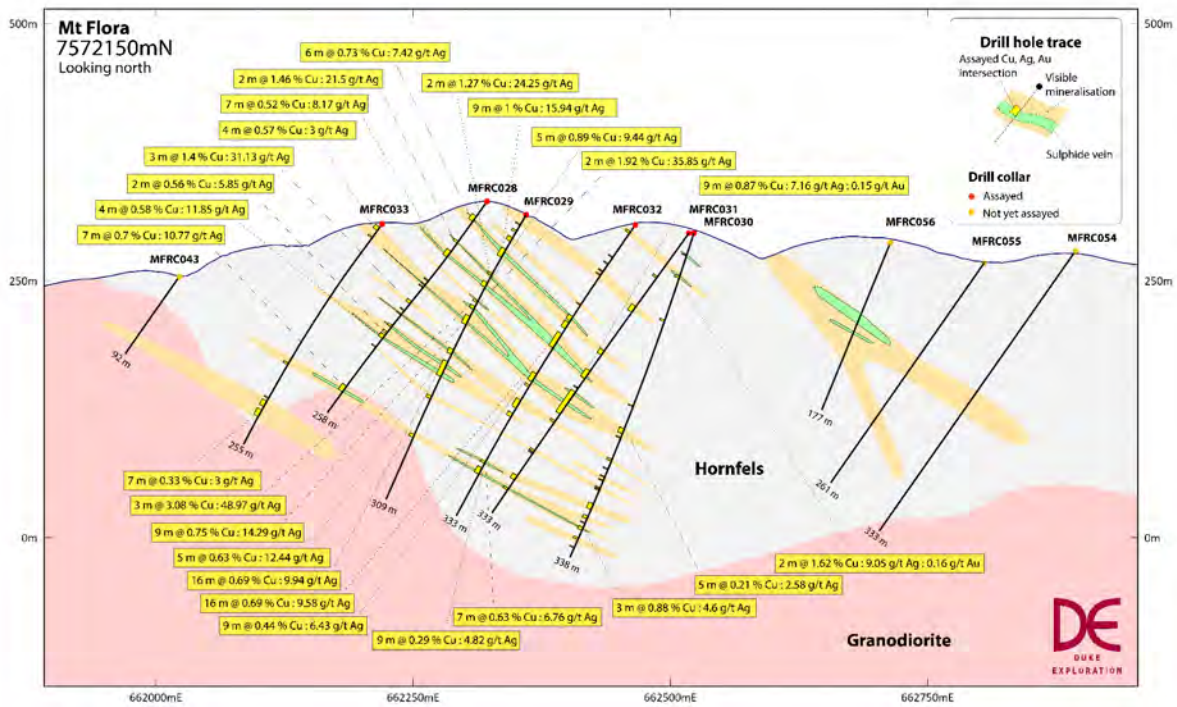 500m
500m
Mt Flora
7572150mN
Looking north
Drill hole trace
Assayed Cu, Ag, Au
intersection
Visible
mineralisation
Sulphide vein
Drill collar
Assayed
Not yet assayed
6 m @ 0.73 % Cu : 7.42 g/t Ag
2 m @ 1.46 % Cu : 21.5 g/t Ag
2 m @ 1.27 % Cu : 24.25 g/t Ag
7 m @ 0.52 % Cu : 8.17 g/t Ag
9 m @ 1 % Cu : 15.94 g/t Ag
4 m @ 0.57 % Cu : 3 g/t Ag
5 m @ 0.89 % Cu : 9.44 g/t Ag
3 m @ 1.4 % Cu : 31.13 g/t Ag
2 m @ 1.92 % Cu : 35.85 g/t Ag
2 m @ 0.56 % Cu : 5.85 g/t Ag
9 m @ 0.87 % Cu : 7.16 g/t Ag : 0.15 g/t Au
4 m @ 0.58 % Cu : 11.85 g/t Ag
7 m @ 0.7 % Cu : 10.77 g/t Ag
MFRC043
MFRC033
MFRC028
MFRC029
MFRC032
MFRC031
MFRC030
MFRC056
MFRC055
MFRC054
250m
250m
92 m
258 m
255 m
309 m
333 m
333 m
338 m
177 m
261 m
333 m
Hornfels
7 m @ 0.33 % Cu : 3 g/t Ag
3 m @ 3.08 % Cu : 48.97 g/t Ag
9 m @ 0.75 % Cu : 14.29 g/t Ag
5 m @ 0.63 % Cu : 12.44 g/t Ag
16 m @ 0.69 % Cu : 9.94 g/t Ag
16 m @ 0.69 % Cu : 9.58 g/t Ag
9 m @ 0.44 % Cu : 6.43 g/t Ag
9 m @ 0.29 % Cu : 4.82 g/t Ag
7 m @ 0.63 % Cu : 6.76 g/t Ag
3 m @ 0.88 % Cu : 4.6 g/t Ag
5 m @ 0.21 % Cu : 2.58 g/t Ag
2 m @ 1.62 % Cu : 9.05 g/t Ag : 0.16 g/t Au
0m
0m
Granodiorite
DE
DUKE
EXPLORATION
662000mE
662250mE
662500mE
662750mE